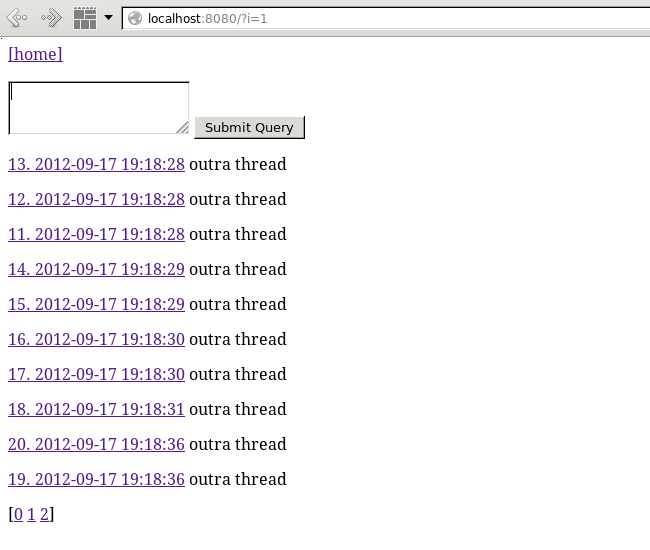 localhost:8080/?i=1
[home]
Submit Query
13. 2012-09-17 19:18:28 outra thread
12. 2012-09-17 19:18:28 outra thread
11. 2012-09-17 19:18:28 outra thread
14. 2012-09-17 19:18:29 outra thread
15. 2012-09-17 19:18:29 outra thread
16. 2012-09-17 19:18:30 outra thread
17. 2012-09-17 19:18:30 outra thread
18. 2012-09-17 19:18:31 outra thread
20. 2012-09-17 19:18:36 outra thread
19. 2012-09-17 19:18:36 outra thread
[0 1 2]